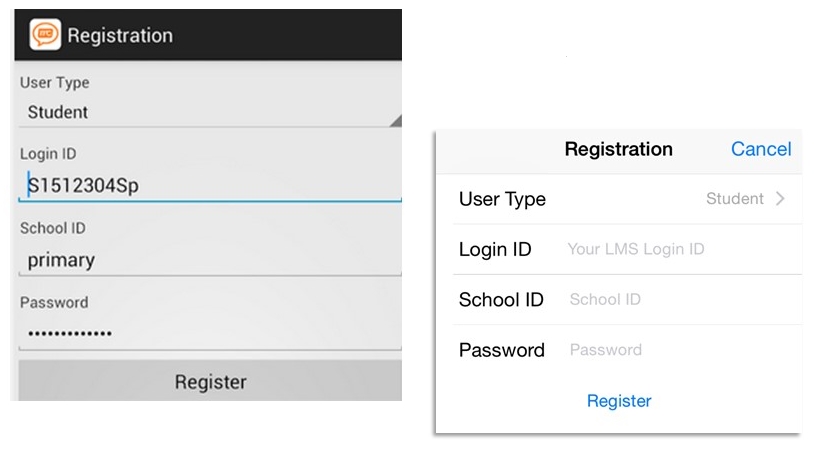 Registration
User Type
Student
Login ID
S1512304Sp
School ID
primary
Password
•••••••••••••
Register
Registration Cancel
User Type Student
Login ID Your LMS Login ID
School ID School ID
Password Password
Register